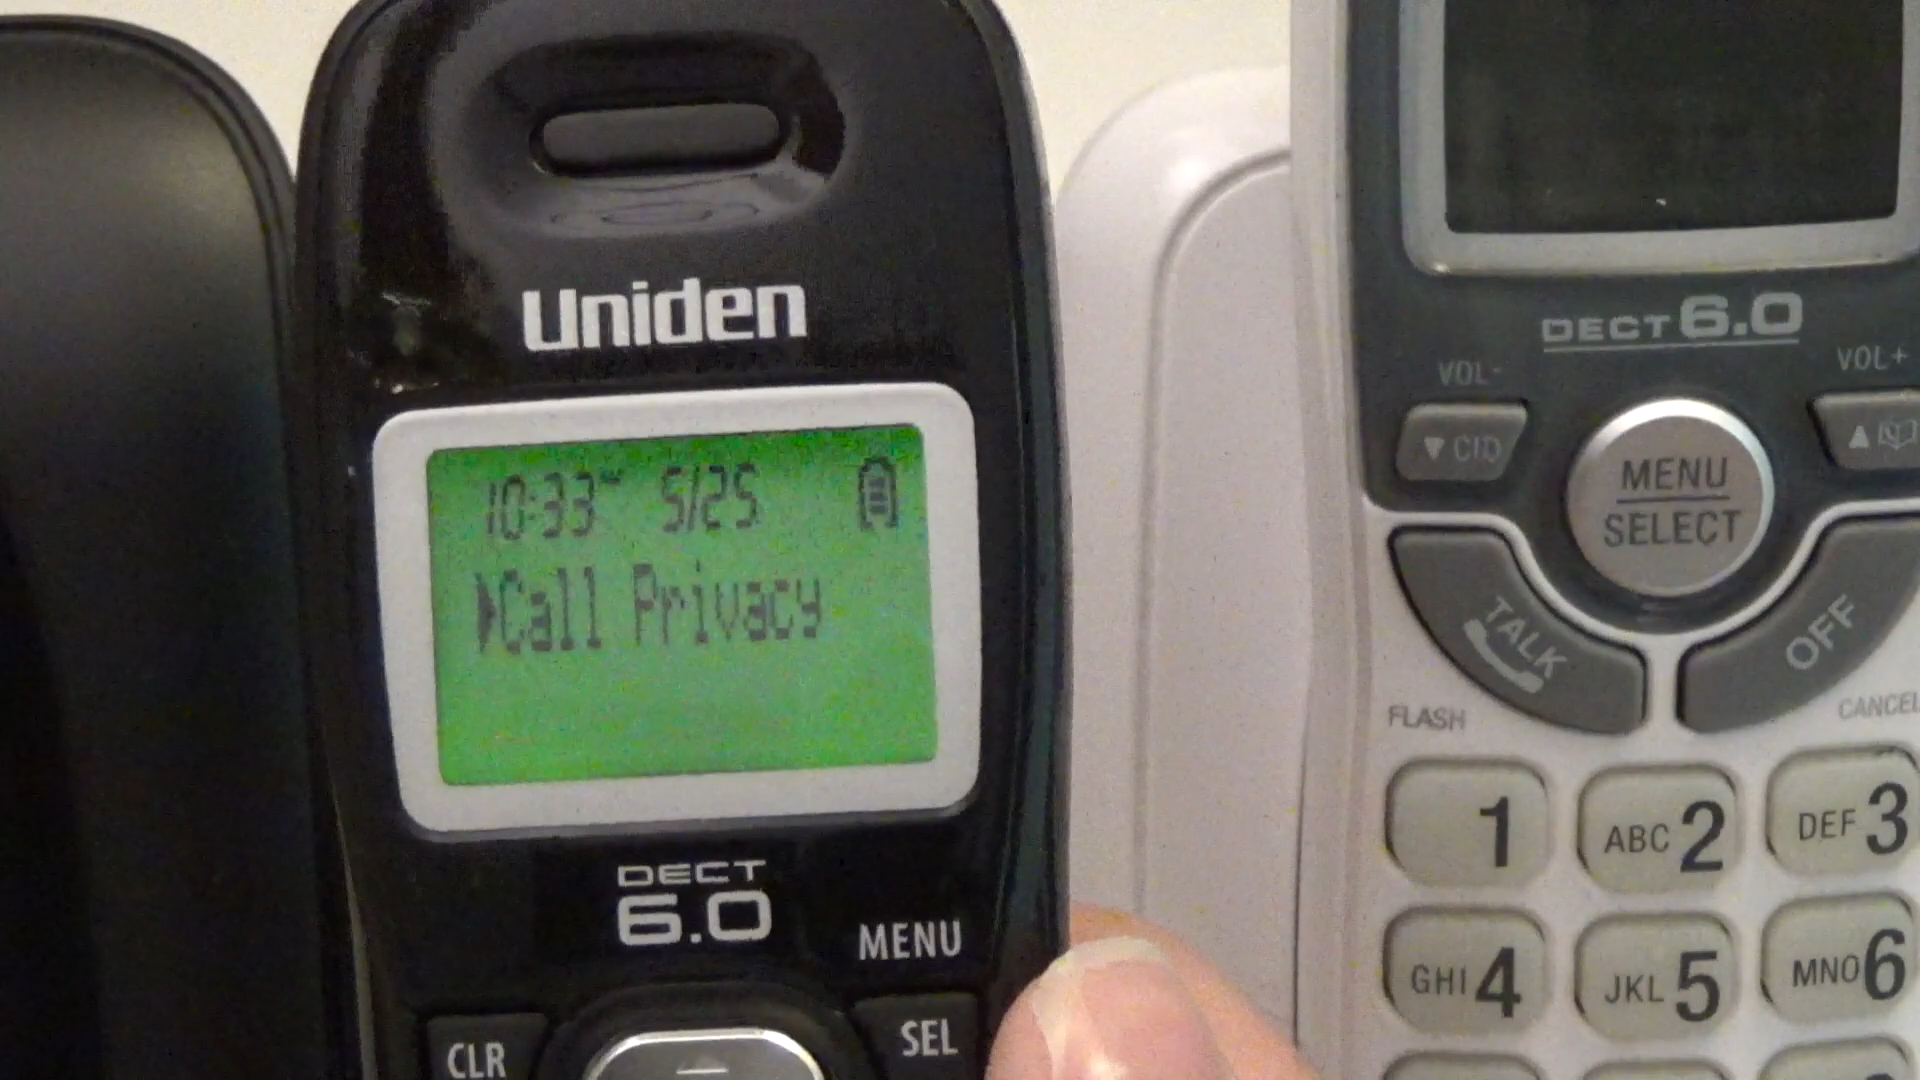 Uniden
10:33 5/25
Call Privacy
DECT
6.0
MENU
CLR
SEL
DECT 6.0
VOL-
VOL+
CID
MENU
SELECT
TALK
OFF
FLASH
CANCEL
1
ABC 2
DEF 3
GHI 4
JKL 5
MNO 6